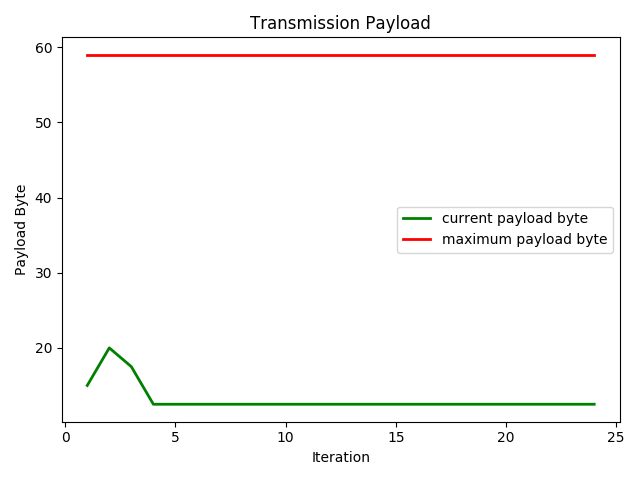 Transmission Payload
Payload Byte
60
50
40
30
20
current payload byte
maximum payload byte
0 5 10 15 20 25
Iteration